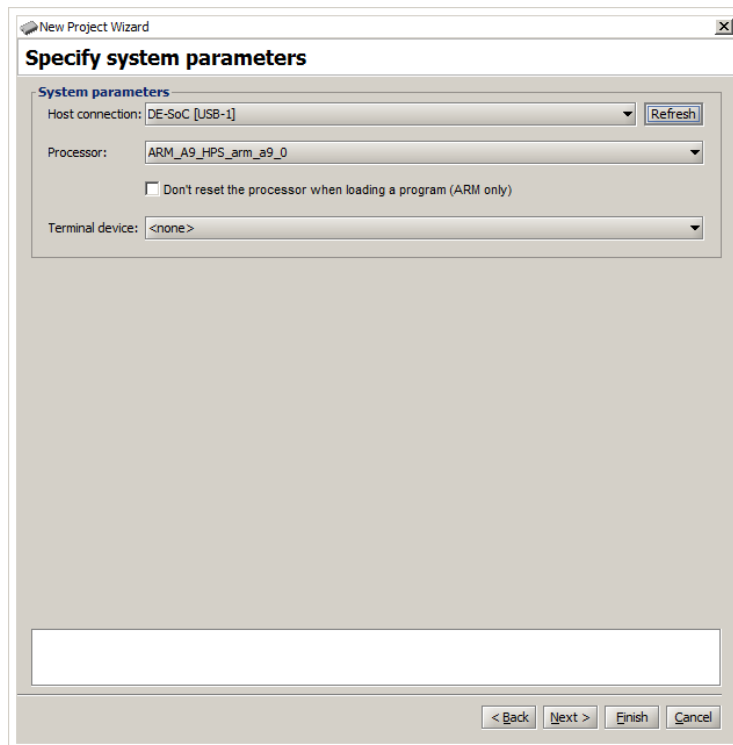 New Project Wizard
Specify system parameters
System parameters
Host connection: DE-SoC [USB-1] Refresh
Processor: ARM_A9_HPS_arm_a9_0
Don't reset the processor when loading a program (ARM only)
Terminal device: <none>
< Back Next > Finish Cancel